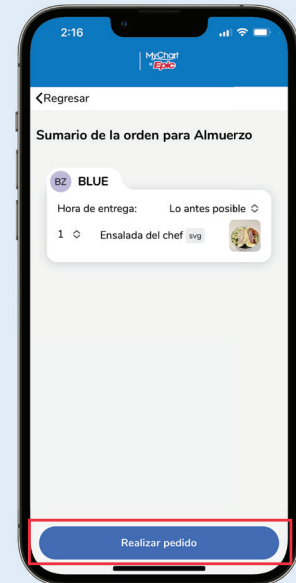 2:16
MyChart
by Epic
Regresar
Sumario de la orden para Almuerzo
BZ BLUE
Hora de entrega: Lo antes posible
1 Ensalada del chef svg
Realizar pedido